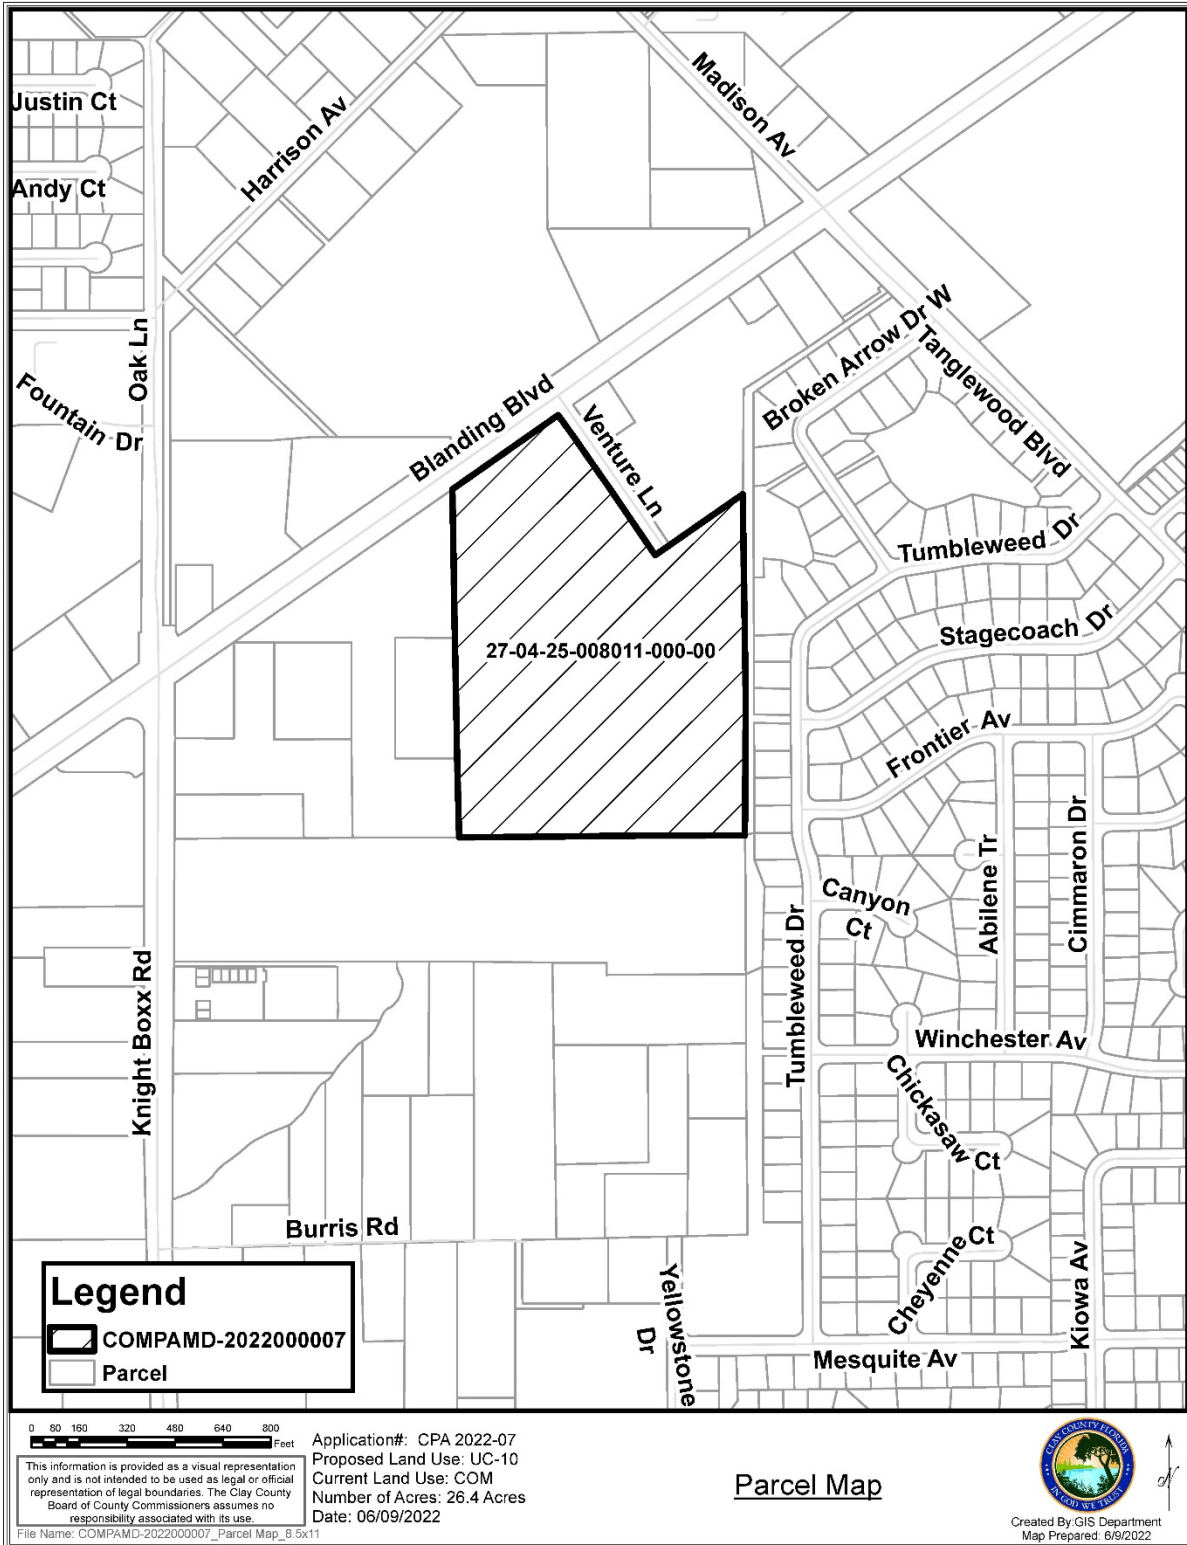 Justin Ct
Andy Ct
Harrison Av
Madison Av
Oak Ln
Fountain Dr
Blanding Blvd
Venture Ln
Broken Arrow Dr W
Tanglewood Blvd
Tumbleweed Dr
Stagecoach Dr
27-04-25-008011-000-00
Frontier Av
Abilene Tr
Cimmaron Dr
Canyon
Ct
Tumbleweed Dr
Knight Boxx Rd
Winchester Av
Chickasaw Ct
Burris Rd
Cheyenne Ct
Kiowa Av
Yellowstone
Dr
Mesquite Av
Legend
COMPAMD-2022000007
Parcel
0 80 160 320 480 640 800
Feet
This information is provided as a visual representation
only and is not intended to be used as legal or official
representation of legal boundaries. The Clay County
Board of County Commissioners assumes no
responsibility associated with its use.
File Name: COMPAMD-2022000007_Parcel Map_8.5x11
Application#: CPA 2022-07
Proposed Land Use: UC-10
Current Land Use: COM
Number of Acres: 26.4 Acres
Date: 06/09/2022
Parcel Map
CLAY COUNTY FLORIDA
IN GOD WE TRUST
N
Created By:GIS Department
Map Prepared: 6/9/2022